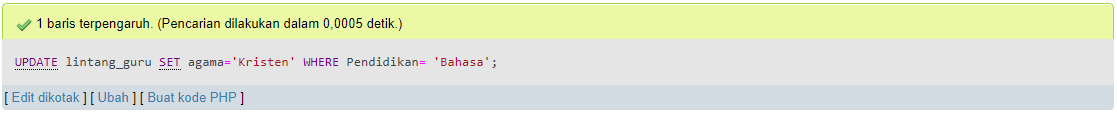 1 baris terpengaruh. (Pencarian dilakukan dalam 0,0005 detik.)
UPDATE lintang_guru SET agama='Kristen' WHERE Pendidikan= 'Bahasa';
[ Edit dikotak ] [ Ubah ] [ Buat kode PHP ]